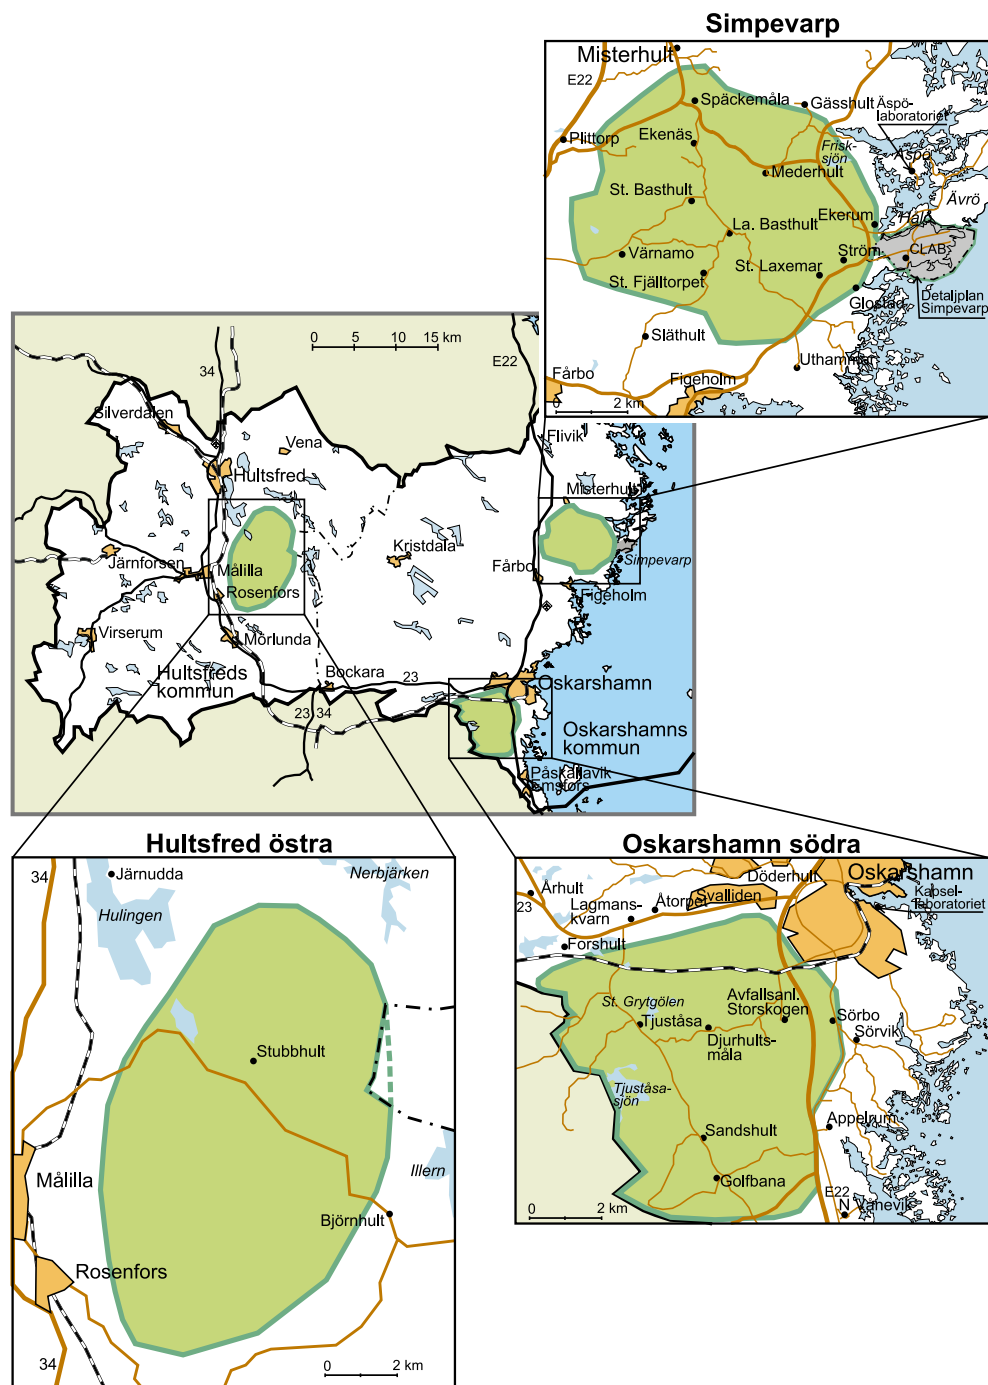 Simpevarp
Misterhult
E22
Späckemåla
Gässhult
Äspö-
laboratoriet
Plittorp
Ekenäs
Frisk-
sjön
Äspö
Mederhult
St. Basthult
Ävrö
Ekerum
Hålö
La. Basthult
Värnamo
Ström
CLAB
St. Laxemar
St. Fjälltorpet
Glostad
Detaljplan
Simpevarp
Slåthult
Uthammar
Fårbo
Figeholm
0 2 km
0 5 10 15 km
34
E22
Silverdalen
Vena
Flivik
Hultsfred
Misterhult
Kristdala
Simpevarp
Järnforsen
Målilla
Fårbo
Rosenfors
Figeholm
Virserum
Mörlunda
Hultsfreds
kommun
Bockara
23
Oskarshamn
23
34
Oskarshamns
kommun
Påskallavik
Emsfors
Hultsfred östra
34
Järnudda
Nerbjärken
Hulingen
Stubbhult
Målilla
Illern
Björnhult
Rosenfors
34
0 2 km
Oskarshamn södra
Döderhult
Oskarshamn
Århult
Svalliden
Kapsel-
laboratoriet
23
Lagmans-
kvarn
Åtorpet
Forshult
St. Grytgölen
Avfallsanl.
Storskogen
Tjuståsa
Sörbo
Djurhults-
måla
Sörvik
Tjuståsa-
sjön
Appelrum
Sandshult
Golfbana
E22
N Vånevik
0 2 km